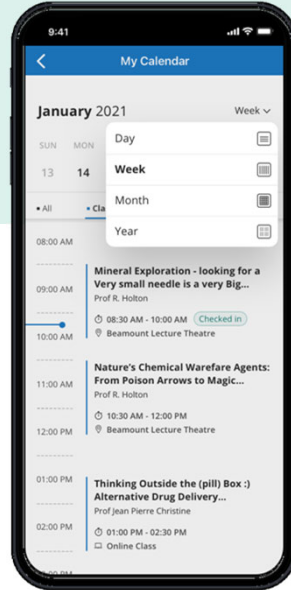 9:41
My Calendar
January 2021
Week
SUN MON
13 14
Day
Week
Month
Year
• All • Cla
08:00 AM
Mineral Exploration - looking for a
Very small needle is a very Big...
Prof R. Holton
09:00 AM
08:30 AM - 10:00 AM Checked in
Beamount Lecture Theatre
10:00 AM
Nature's Chemical Warefare Agents:
From Poison Arrows to Magic...
11:00 AM
Prof R. Holton
10:30 AM - 12:00 PM
Beamount Lecture Theatre
12:00 PM
01:00 PM
Thinking Outside the (pill) Box :)
Alternative Drug Delivery...
Prof Jean Pierre Christine
02:00 PM
01:00 PM - 02:30 PM
Online Class